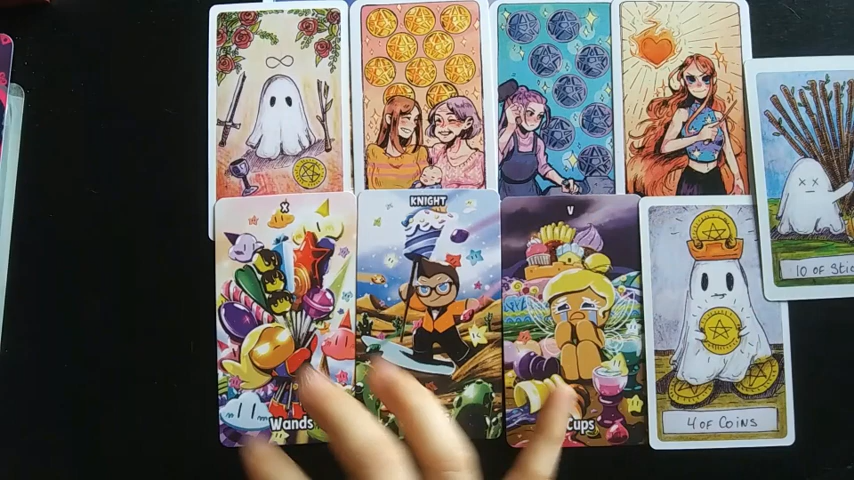 10 OF Stic
X
KNIGHT
V
Wands
Cups
4 OF COINS